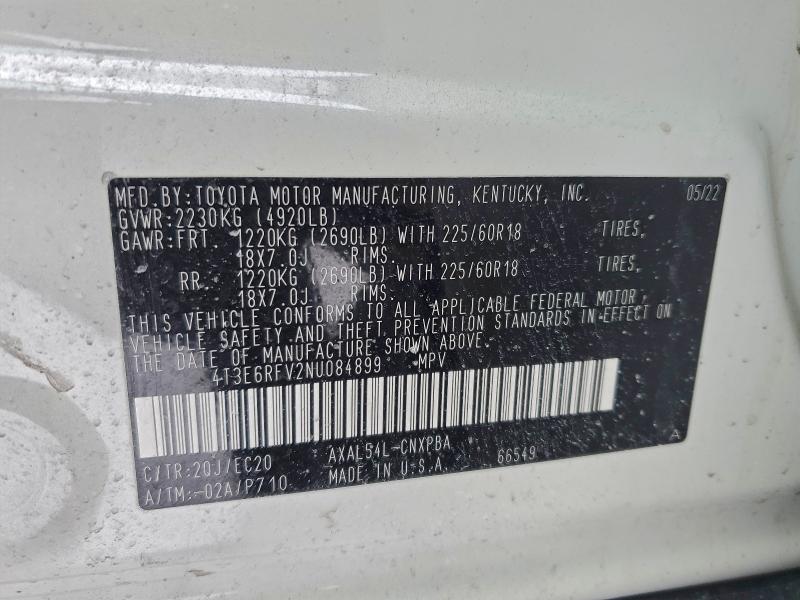 MFD.BY:TOYOTA MOTOR MANUFACTURING, KENTUCKY, INC. 05/22
GVWR:2230KG (4920LB)
GAWR:FRT. 1220KG (2690LB) WITH 225/60R18 TIRES,
18X7.0J RIMS.
RR 1220KG (2690LB) WITH 225/60R18 TIRES,
18X7.0J RIMS.
THIS VEHICLE CONFORMS TO ALL APPLICABLE FEDERAL MOTOR,
VEHICLE SAFETY AND THEFT PREVENTION STANDARDS IN-EFFECT ON
THE DATE OF MANUFACTURE SHOWN ABOVE.
4T3E6RFV2NU084899 MPV
C/TR:20J/EC20 AXAL54L-CNXPBA A
A/TM:-02A/P710 MADE IN U.S.A. 66549